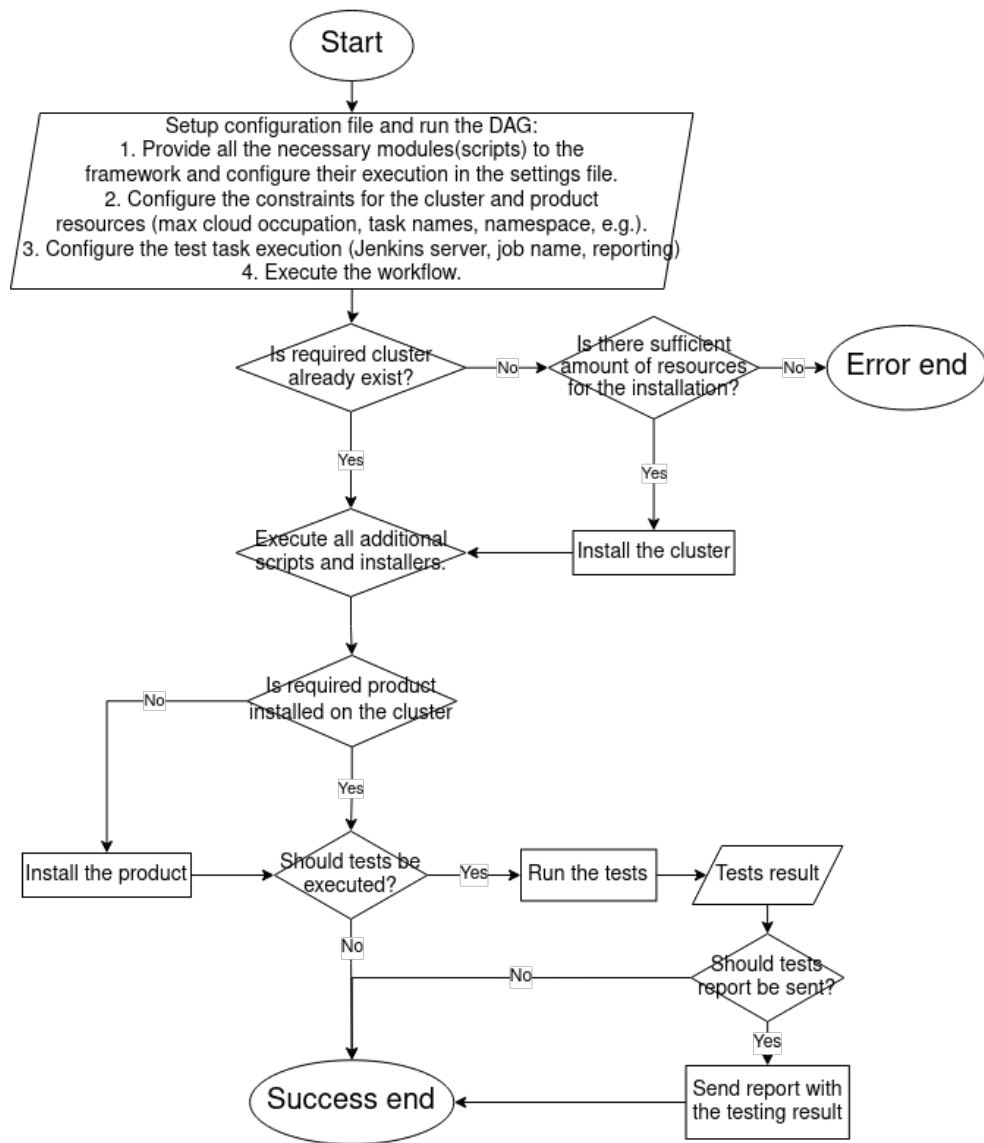 Start
Setup configuration file and run the DAG:
1. Provide all the necessary modules(scripts) to the
framework and configure their execution in the settings file.
2. Configure the constraints for the cluster and product
resources (max cloud occupation, task names, namespace, e.g.).
3. Configure the test task execution (Jenkins server, job name, reporting)
4. Execute the workflow.
Is required cluster
already exist?
No
Is there sufficient
amount of resources
for the installation?
No
Error end
Yes
Yes
Execute all additional
scripts and installers.
Install the cluster
Is required product
installed on the cluster
No
Yes
Install the product
Should tests be
executed?
Yes
Run the tests
Tests result
No
Should tests
report be sent?
No
Yes
Success end
Send report with
the testing result